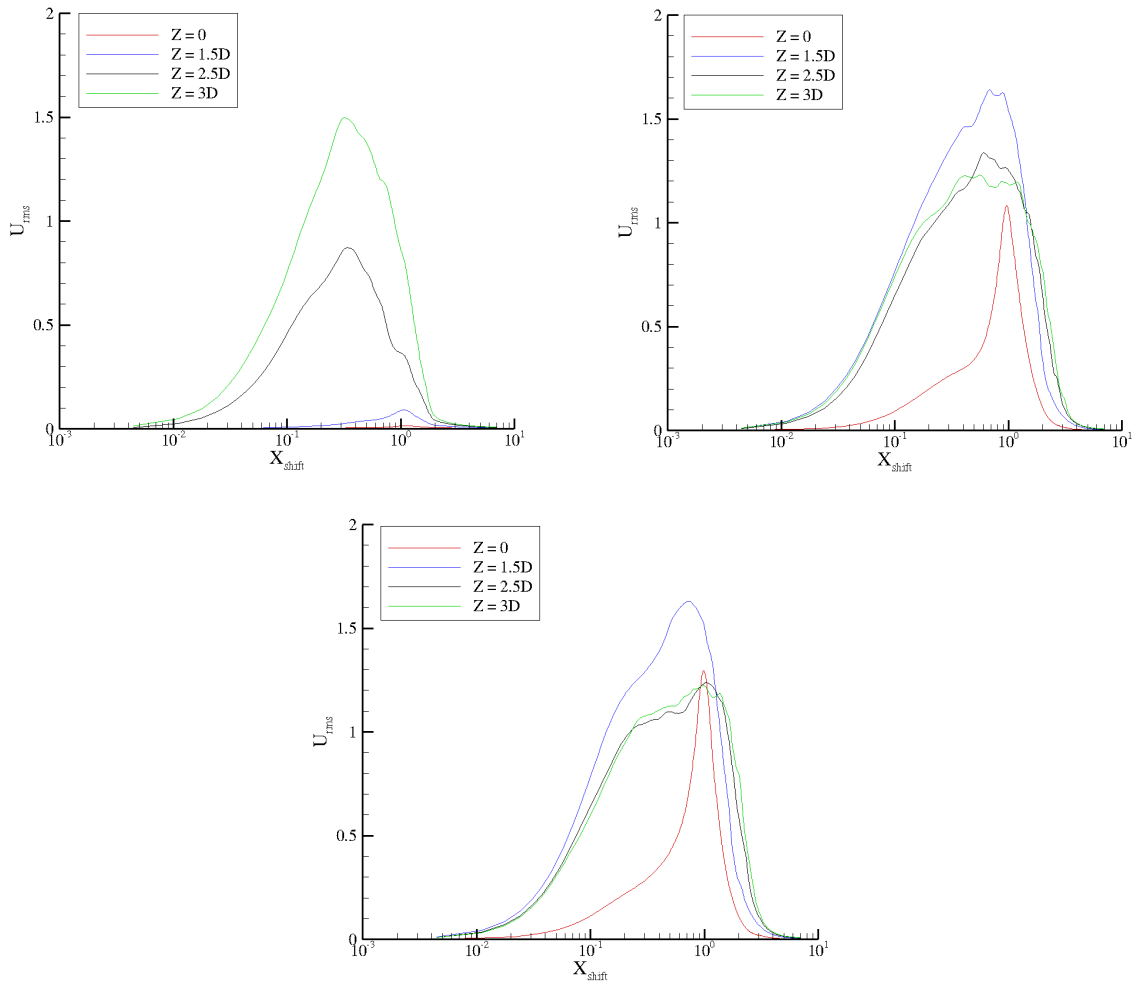 2
Z = 0
Z = 1.5D
Z = 2.5D
Z = 3D
1.5
1
0.5
0
U_rms
10^-3
10^-2
10^-1
10^0
10^1
X_shift
2
Z = 0
Z = 1.5D
Z = 2.5D
Z = 3D
1.5
1
0.5
0
U_rms
10^-3
10^-2
10^-1
10^0
10^1
X_shift
2
Z = 0
Z = 1.5D
Z = 2.5D
Z = 3D
1.5
1
0.5
0
U_rms
10^-3
10^-2
10^-1
10^0
10^1
X_shift